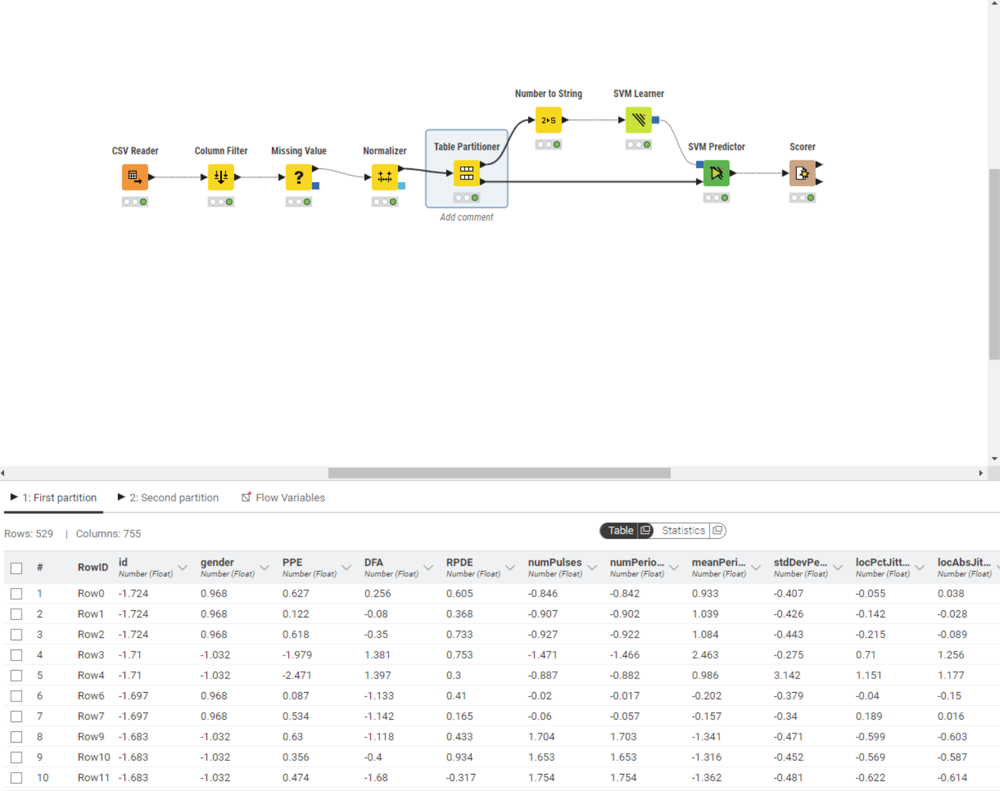 Number to String
SVM Learner
2▸S
CSV Reader
Column Filter
Missing Value
Normalizer
Table Partitioner
SVM Predictor
Scorer
?
Add comment
1: First partition
2: Second partition
Flow Variables
Rows: 529 | Columns: 755
Table
Statistics
# RowID id gender PPE DFA RPDE numPulses numPerio... meanPeri... stdDevPe... locPctJitt... locAbsJit...
Number (Float) Number (Float) Number (Float) Number (Float) Number (Float) Number (Float) Number (Float) Number (Float) Number (Float) Number (Float) Number (Float)
1 Row0 -1.724 0.968 0.627 0.256 0.605 -0.846 -0.842 0.933 -0.407 -0.055 0.038
2 Row1 -1.724 0.968 0.122 -0.08 0.368 -0.907 -0.902 1.039 -0.426 -0.142 -0.028
3 Row2 -1.724 0.968 0.618 -0.35 0.733 -0.927 -0.922 1.084 -0.443 -0.215 -0.089
4 Row3 -1.71 -1.032 -1.979 1.381 0.753 -1.471 -1.466 2.463 -0.275 0.71 1.256
5 Row4 -1.71 -1.032 -2.471 1.397 0.3 -0.887 -0.882 0.986 3.142 1.151 1.177
6 Row6 -1.697 0.968 0.087 -1.133 0.41 -0.02 -0.017 -0.202 -0.379 -0.04 -0.15
7 Row7 -1.697 0.968 0.534 -1.142 0.165 -0.06 -0.057 -0.157 -0.34 0.189 0.016
8 Row9 -1.683 -1.032 0.63 -1.118 0.433 1.704 1.703 -1.341 -0.471 -0.599 -0.603
9 Row10 -1.683 -1.032 0.356 -0.4 0.934 1.653 1.653 -1.316 -0.452 -0.569 -0.587
10 Row11 -1.683 -1.032 0.474 -1.68 -0.317 1.754 1.754 -1.362 -0.481 -0.622 -0.614